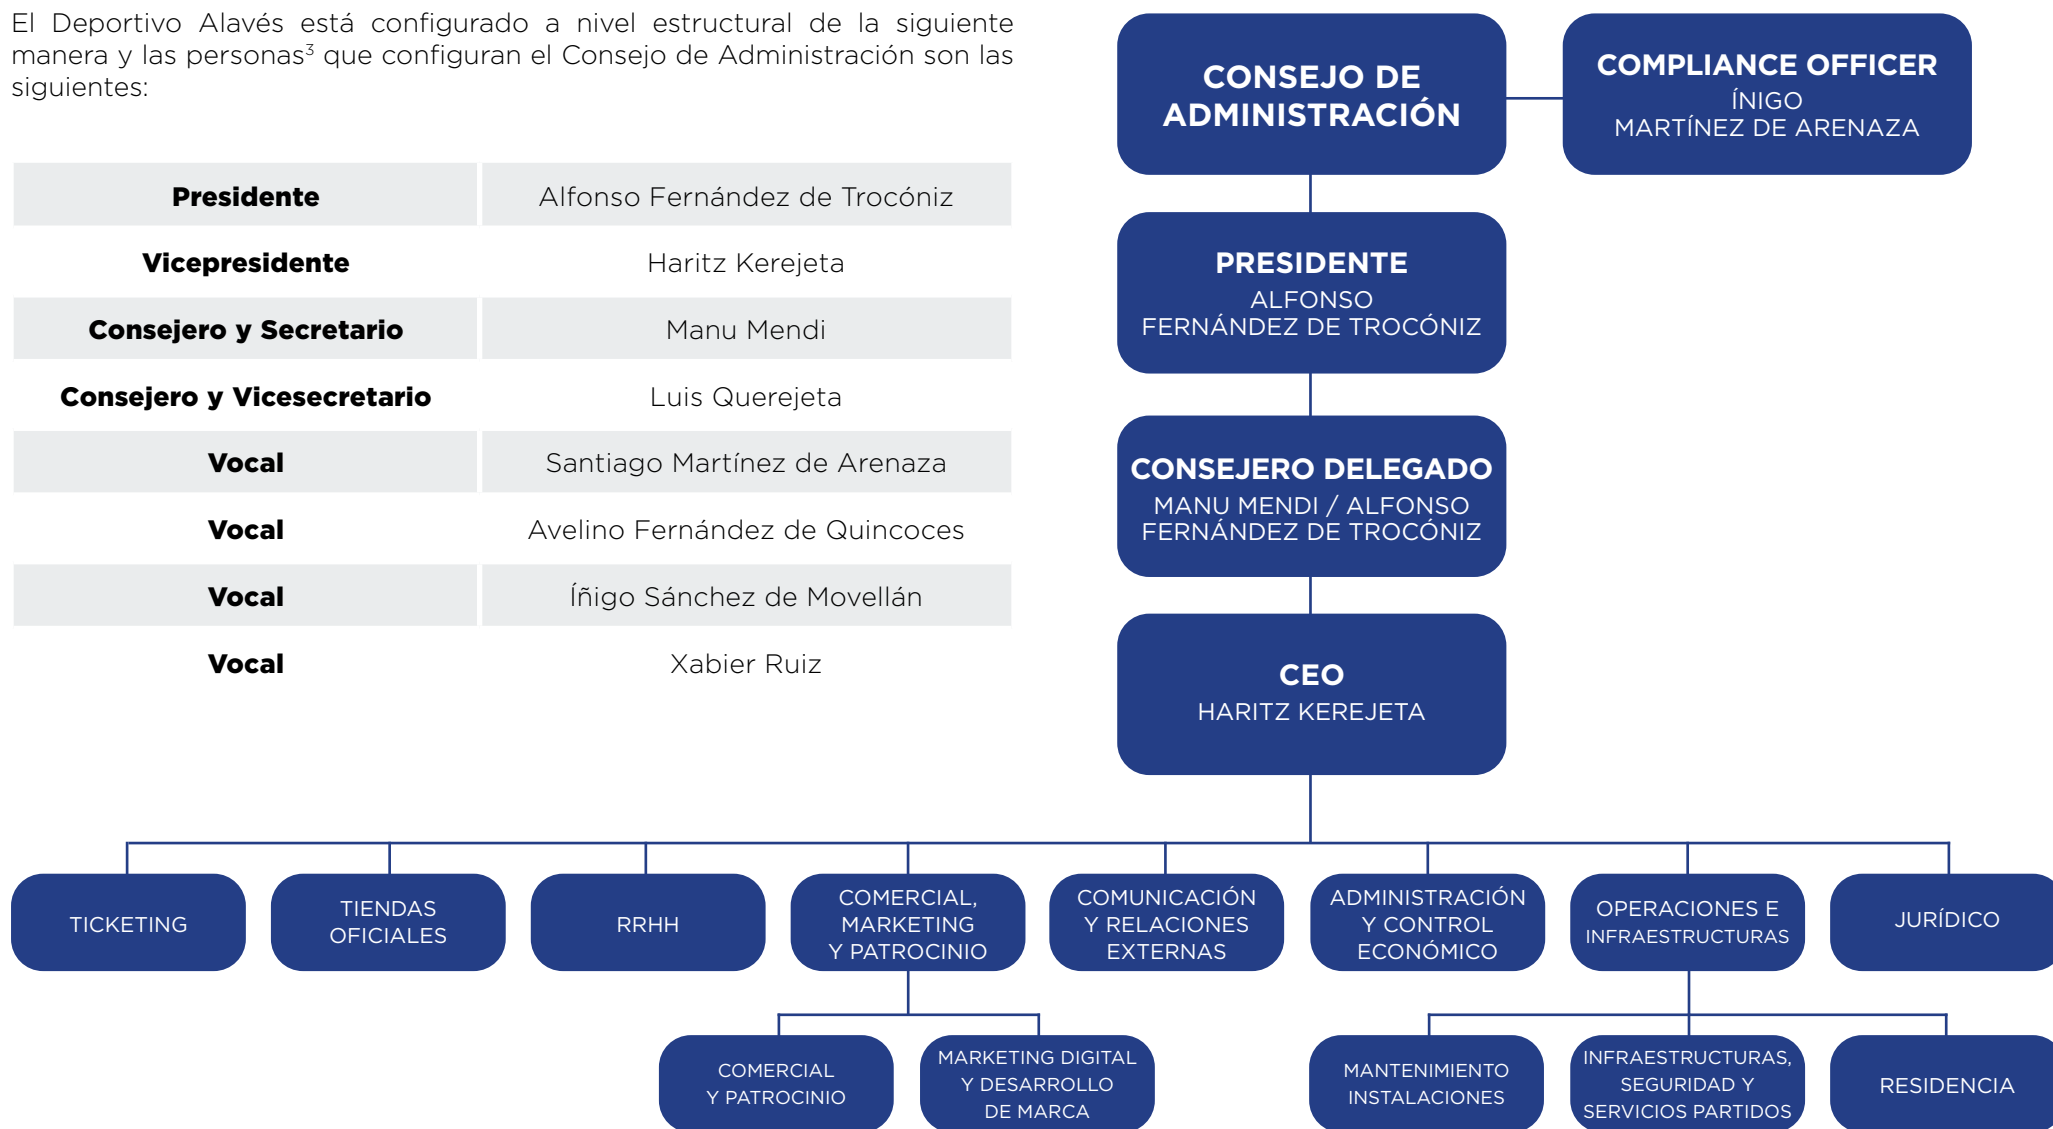 El Deportivo Alavés está configurado a nivel estructural de la siguiente
manera y las personas³ que configuran el Consejo de Administración son las
siguientes:
Presidente Alfonso Fernández de Trocóniz
Vicepresidente Haritz Kerejeta
Consejero y Secretario Manu Mendi
Consejero y Vicesecretario Luis Querejeta
Vocal Santiago Martínez de Arenaza
Vocal Avelino Fernández de Quincoces
Vocal Íñigo Sánchez de Movellán
Vocal Xabier Ruiz
CONSEJO DE
ADMINISTRACIÓN
COMPLIANCE OFFICER
ÍNIGO
MARTÍNEZ DE ARENAZA
PRESIDENTE
ALFONSO
FERNÁNDEZ DE TROCÓNIZ
CONSEJERO DELEGADO
MANU MENDI / ALFONSO
FERNÁNDEZ DE TROCÓNIZ
CEO
HARITZ KEREJETA
TICKETING
TIENDAS
OFICIALES
RRHH
COMERCIAL,
MARKETING
Y PATROCINIO
COMUNICACIÓN
Y RELACIONES
EXTERNAS
ADMINISTRACIÓN
Y CONTROL
ECONÓMICO
OPERACIONES E
INFRAESTRUCTURAS
JURÍDICO
COMERCIAL
Y PATROCINIO
MARKETING DIGITAL
Y DESARROLLO
DE MARCA
MANTENIMIENTO
INSTALACIONES
INFRAESTRUCTURAS,
SEGURIDAD Y
SERVICIOS PARTIDOS
RESIDENCIA